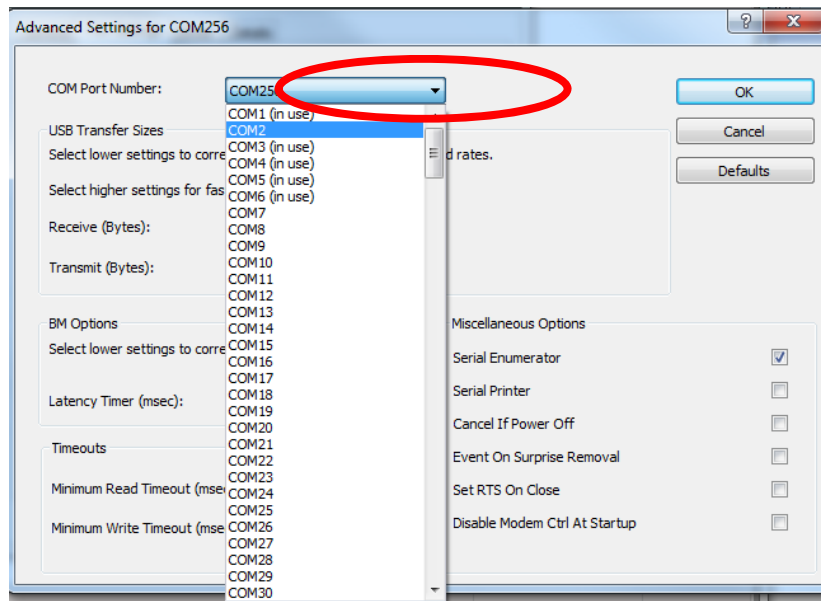 Advanced Settings for COM256
COM Port Number:
COM25
OK
COM1 (in use)
USB Transfer Sizes
COM2
Cancel
COM3 (in use)
Select lower settings to corre
d rates.
COM4 (in use)
Defaults
COM5 (in use)
Select higher settings for fas
COM6 (in use)
COM7
Receive (Bytes):
COM8
COM9
Transmit (Bytes):
COM10
COM11
COM12
COM13
BM Options
COM14
Miscellaneous Options
Select lower settings to corre
COM15
COM16
Serial Enumerator
COM17
COM18
Serial Printer
Latency Timer (msec):
COM19
COM20
Cancel If Power Off
COM21
Timeouts
COM22
Event On Surprise Removal
COM23
Minimum Read Timeout (mse
COM24
Set RTS On Close
COM25
Minimum Write Timeout (mse
COM26
Disable Modem Ctrl At Startup
COM27
COM28
COM29
COM30